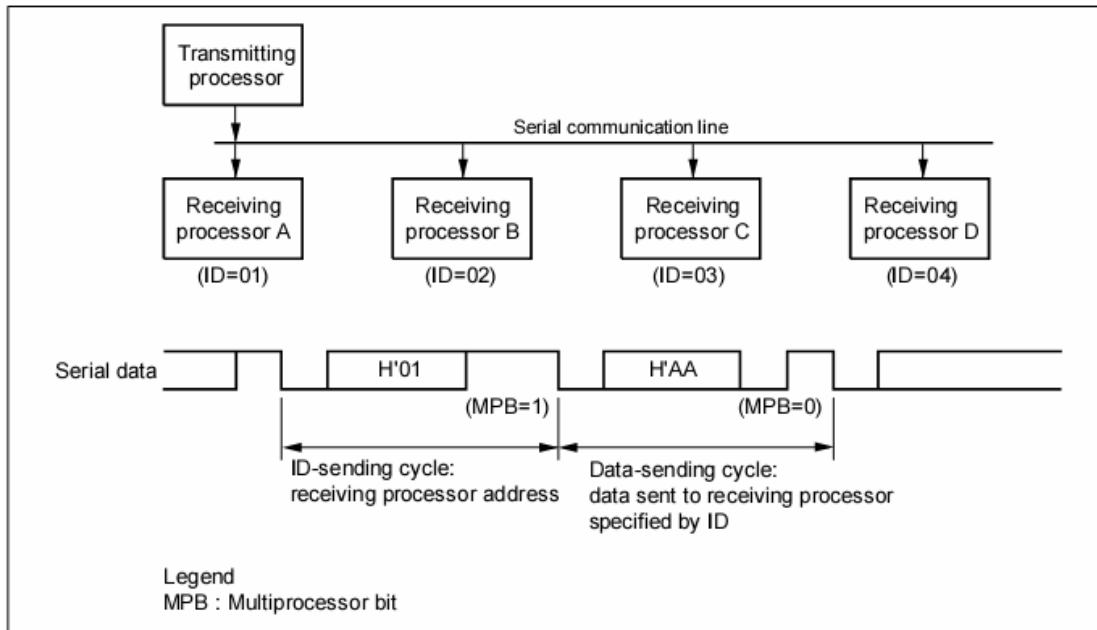 Transmitting
processor
Serial communication line
Receiving
processor A
Receiving
processor B
Receiving
processor C
Receiving
processor D
(ID=01)
(ID=02)
(ID=03)
(ID=04)
Serial data
H'01
H'AA
(MPB=1)
(MPB=0)
ID-sending cycle:
receiving processor address
Data-sending cycle:
data sent to receiving processor
specified by ID
Legend
MPB : Multiprocessor bit